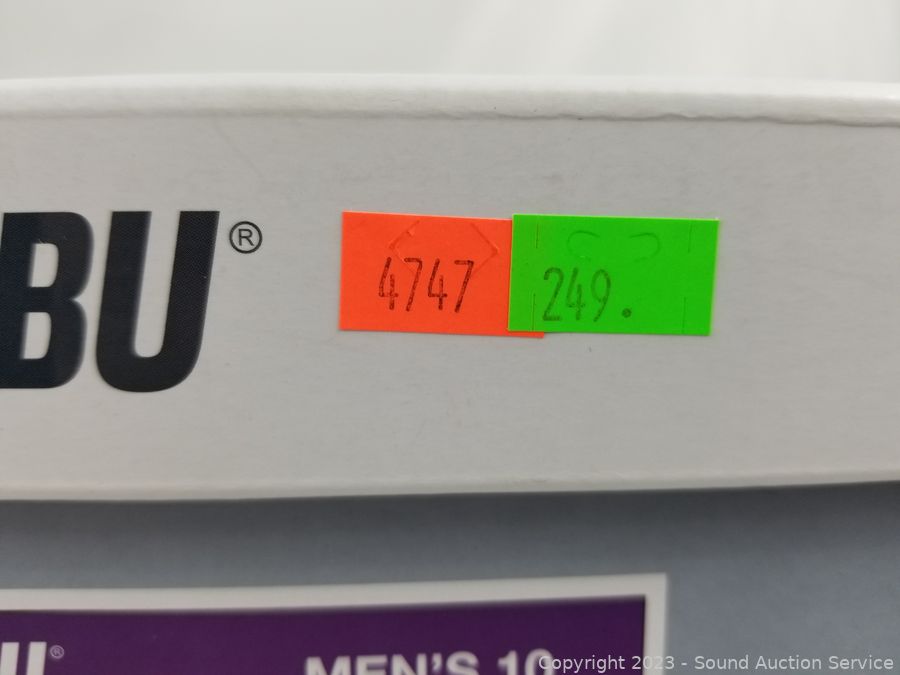 BU®
4747 249.
U®
MEN'S 10
Copyright 2023 - Sound Auction Service